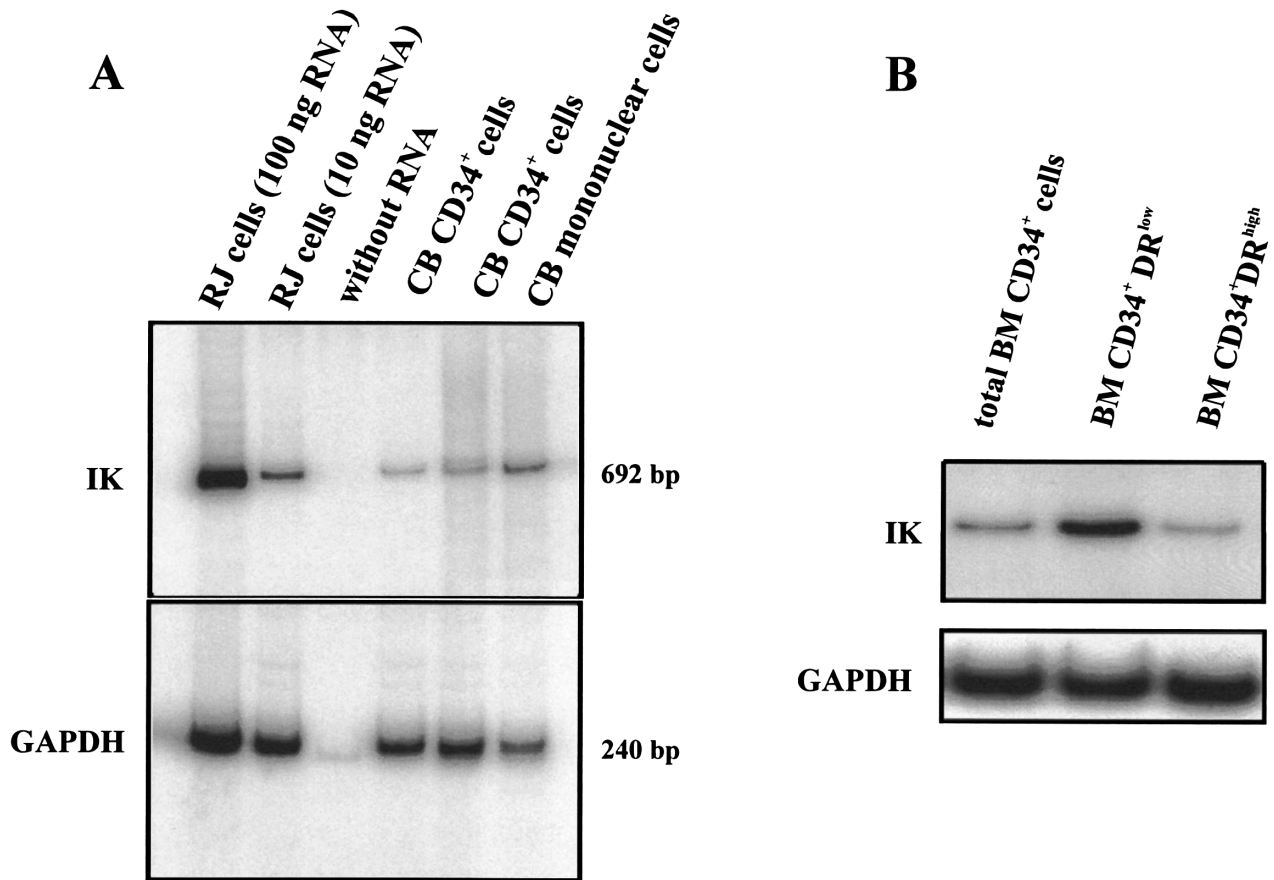 A
RJ cells (100 ng RNA)
RJ cells (10 ng RNA)
without RNA
CB CD34⁺ cells
CB CD34⁺ cells
CB mononuclear cells
IK
692 bp
GAPDH
240 bp
B
total BM CD34⁺ cells
BM CD34⁺ DRˡᵒʷ
BM CD34⁺DRʰⁱᵍʰ
IK
GAPDH